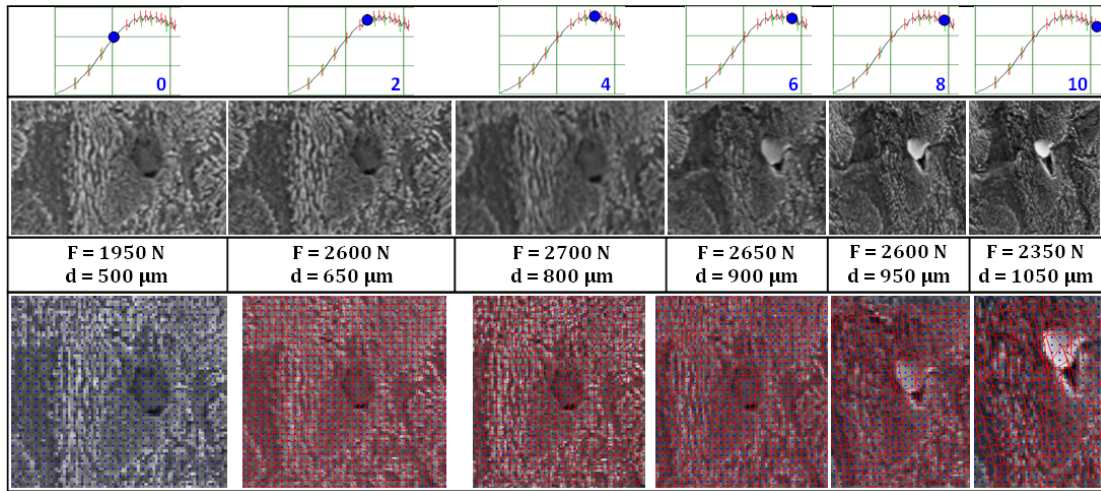 0
2
4
6
8
10
F = 1950 N
d = 500 µm
F = 2600 N
d = 650 µm
F = 2700 N
d = 800 µm
F = 2650 N
d = 900 µm
F = 2600 N
d = 950 µm
F = 2350 N
d = 1050 µm